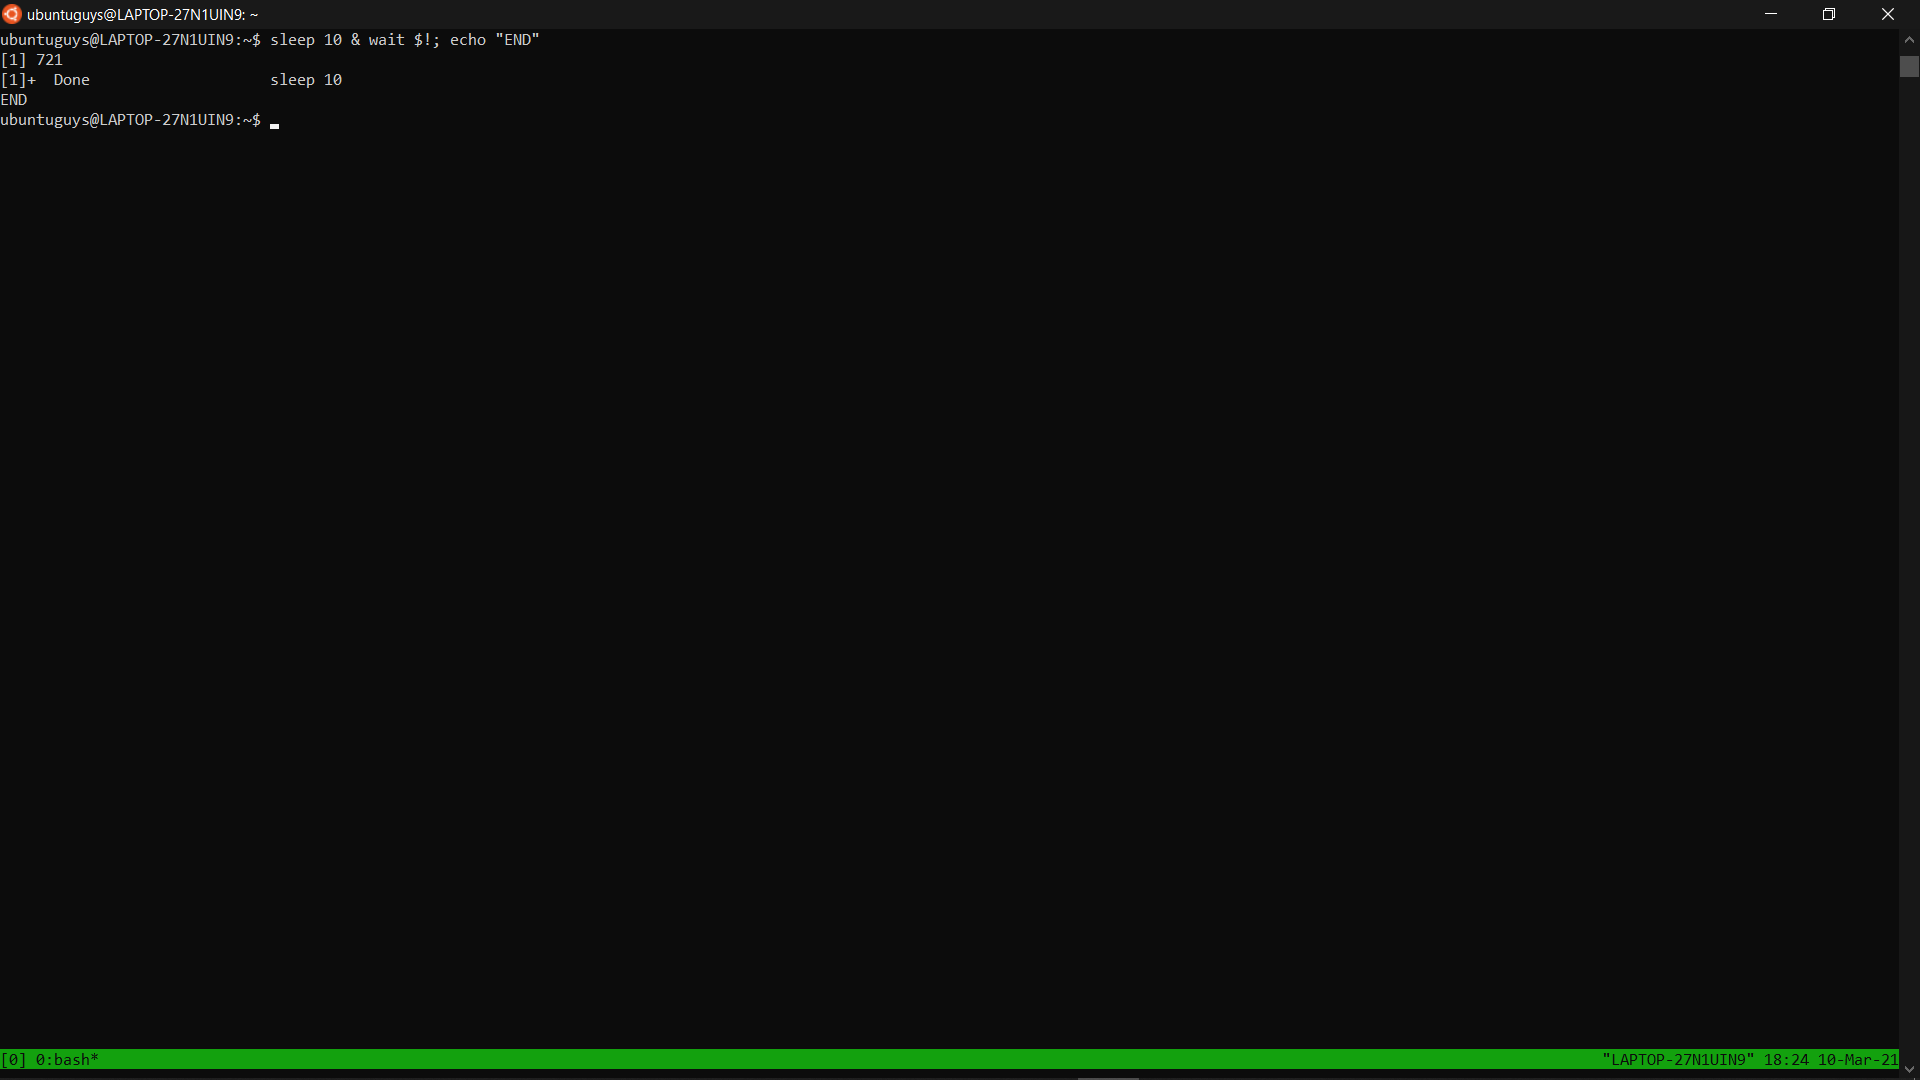 ubuntuguys@LAPTOP-27N1UIN9: ~
ubuntuguys@LAPTOP-27N1UIN9:~$ sleep 10 & wait $!; echo "END"
[1] 721
[1]+  Done                    sleep 10
END
ubuntuguys@LAPTOP-27N1UIN9:~$
[0] 0:bash* "LAPTOP-27N1UIN9" 18:24 10-Mar-21